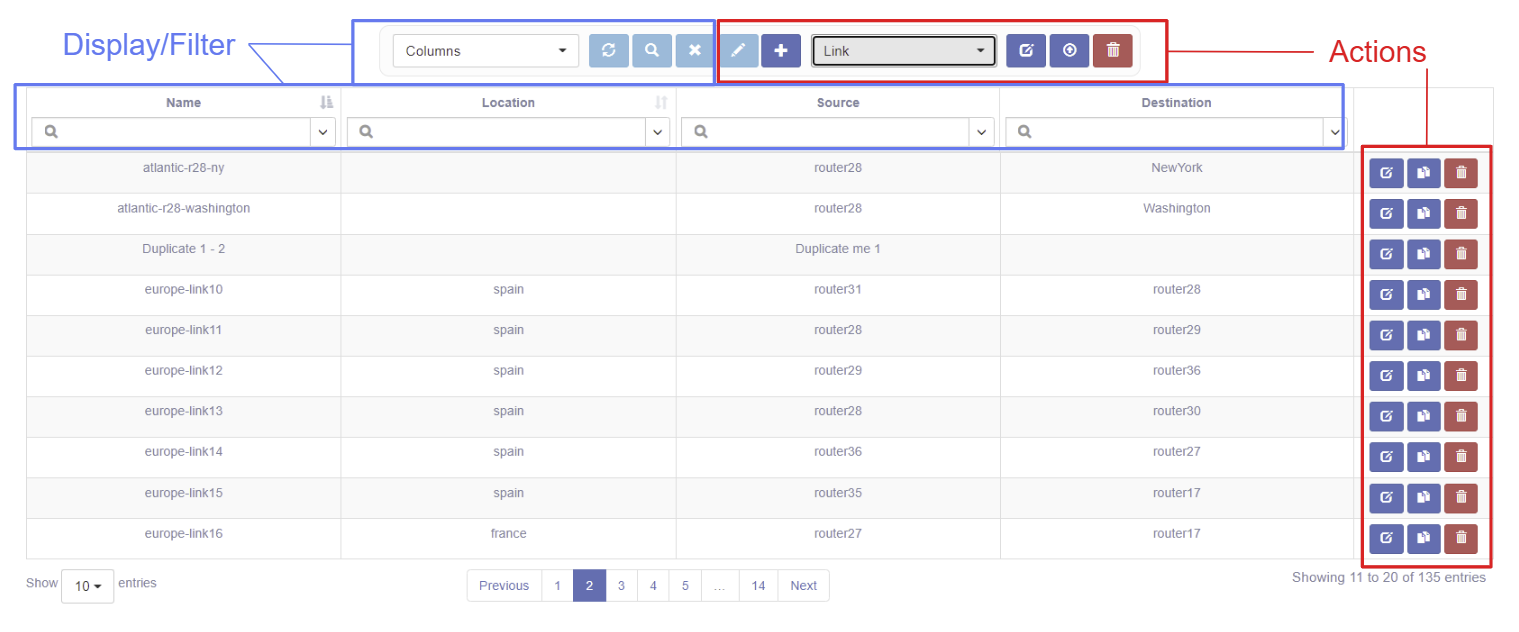 Display/Filter
Columns
Link
Actions
Name Location Source Destination
atlantic-r28-ny router28 NewYork
atlantic-r28-washington router28 Washington
Duplicate 1 - 2 Duplicate me 1
europe-link10 spain router31 router28
europe-link11 spain router28 router29
europe-link12 spain router29 router36
europe-link13 spain router28 router30
europe-link14 spain router36 router27
europe-link15 spain router35 router17
europe-link16 france router27 router17
Show 10 entries
Previous 1 2 3 4 5 ... 14 Next
Showing 11 to 20 of 135 entries